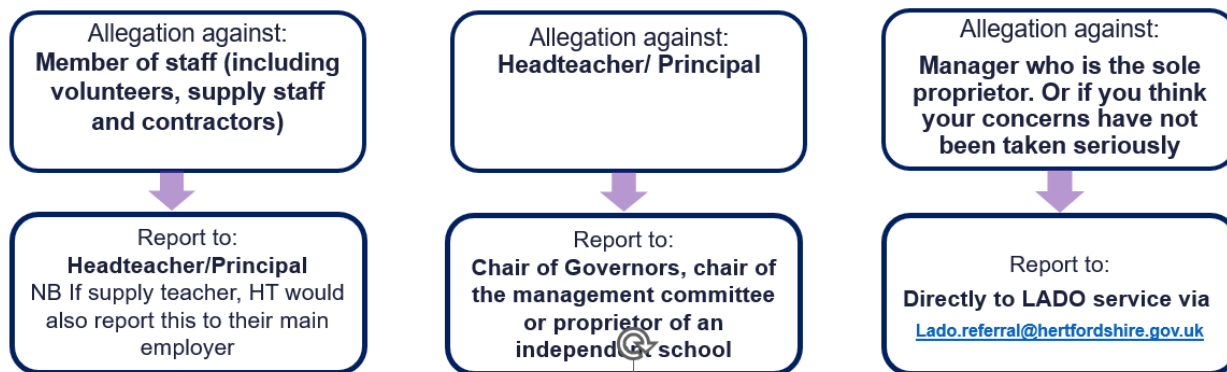 Allegation against:
Member of staff (including
volunteers, supply staff
and contractors)
Report to:
Headteacher/Principal
NB If supply teacher, HT would
also report this to their main
employer
Allegation against:
Headteacher/ Principal
Report to:
Chair of Governors, chair of
the management committee
or proprietor of an
independent school
Allegation against:
Manager who is the sole
proprietor. Or if you think
your concerns have not
been taken seriously
Report to:
Directly to LADO service via
Lado.referral@hertfordshire.gov.uk